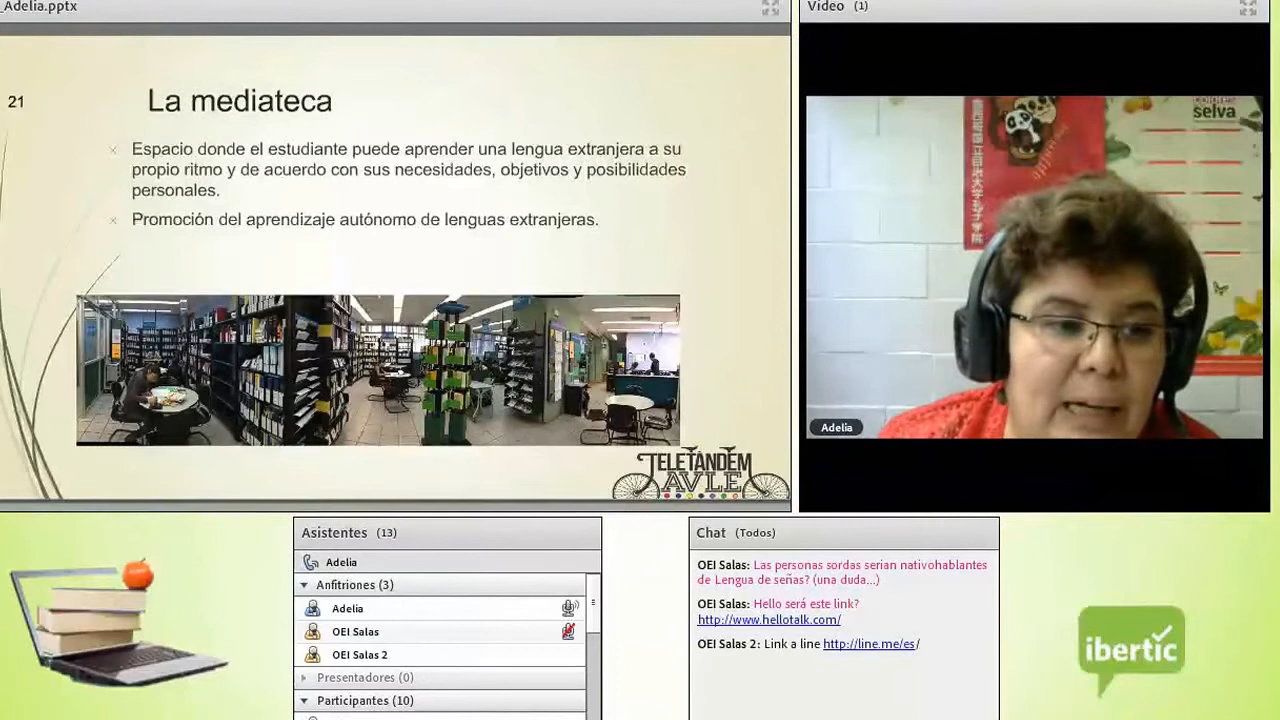 _Adelia.pptx
Video (1)
21
La mediateca
Espacio donde el estudiante puede aprender una lengua extranjera a su
propio ritmo y de acuerdo con sus necesidades, objetivos y posibilidades
personales.
Promoción del aprendizaje autónomo de lenguas extranjeras.
TELETANDEM
AVLE
selva
Adelia
Asistentes (13)
Adelia
Anfitriones (3)
Adelia
OEI Salas
OEI Salas 2
Presentadores (0)
Participantes (10)
Chat (Todos)
OEI Salas: Las personas sordas serian nativohablantes
de Lengua de señas? (una duda...)
OEI Salas: Hello será este link?
http://www.hellotalk.com/
OEI Salas 2: Link a line http://line.me/es/
ibertic